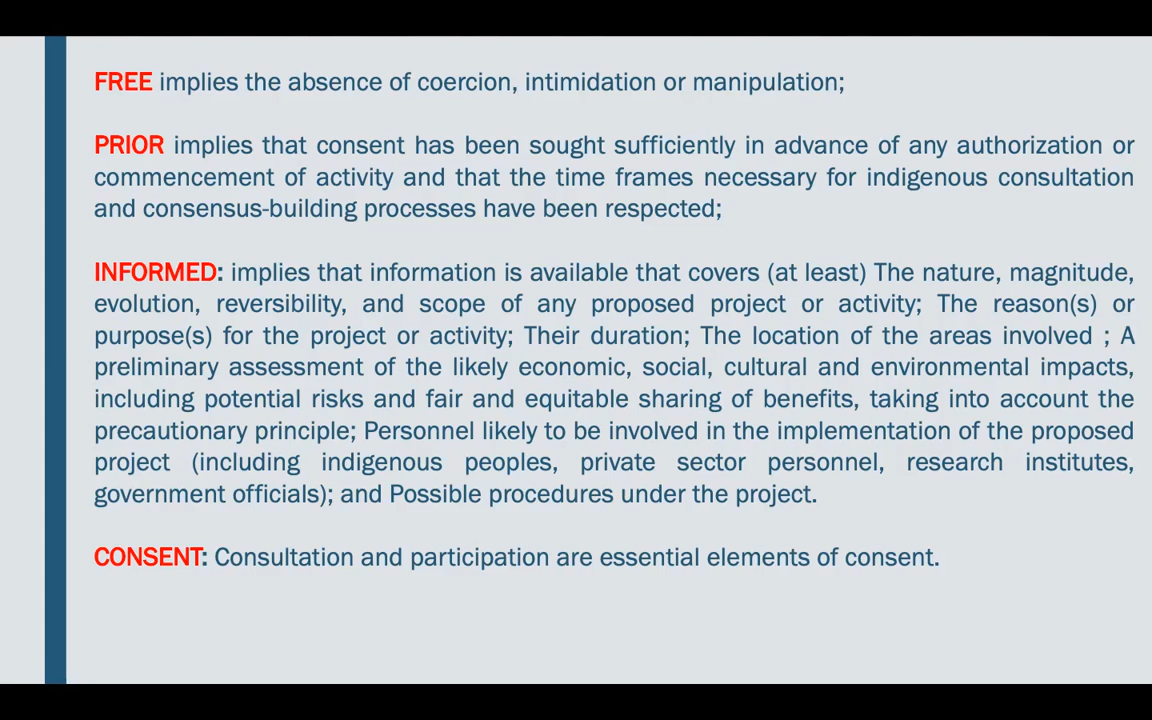 FREE implies the absence of coercion, intimidation or manipulation;
PRIOR implies that consent has been sought sufficiently in advance of any authorization or
commencement of activity and that the time frames necessary for indigenous consultation
and consensus-building processes have been respected;
INFORMED: implies that information is available that covers (at least) The nature, magnitude,
evolution, reversibility, and scope of any proposed project or activity; The reason(s) or
purpose(s) for the project or activity; Their duration; The location of the areas involved ; A
preliminary assessment of the likely economic, social, cultural and environmental impacts,
including potential risks and fair and equitable sharing of benefits, taking into account the
precautionary principle; Personnel likely to be involved in the implementation of the proposed
project (including indigenous peoples, private sector personnel, research institutes,
government officials); and Possible procedures under the project.
CONSENT: Consultation and participation are essential elements of consent.